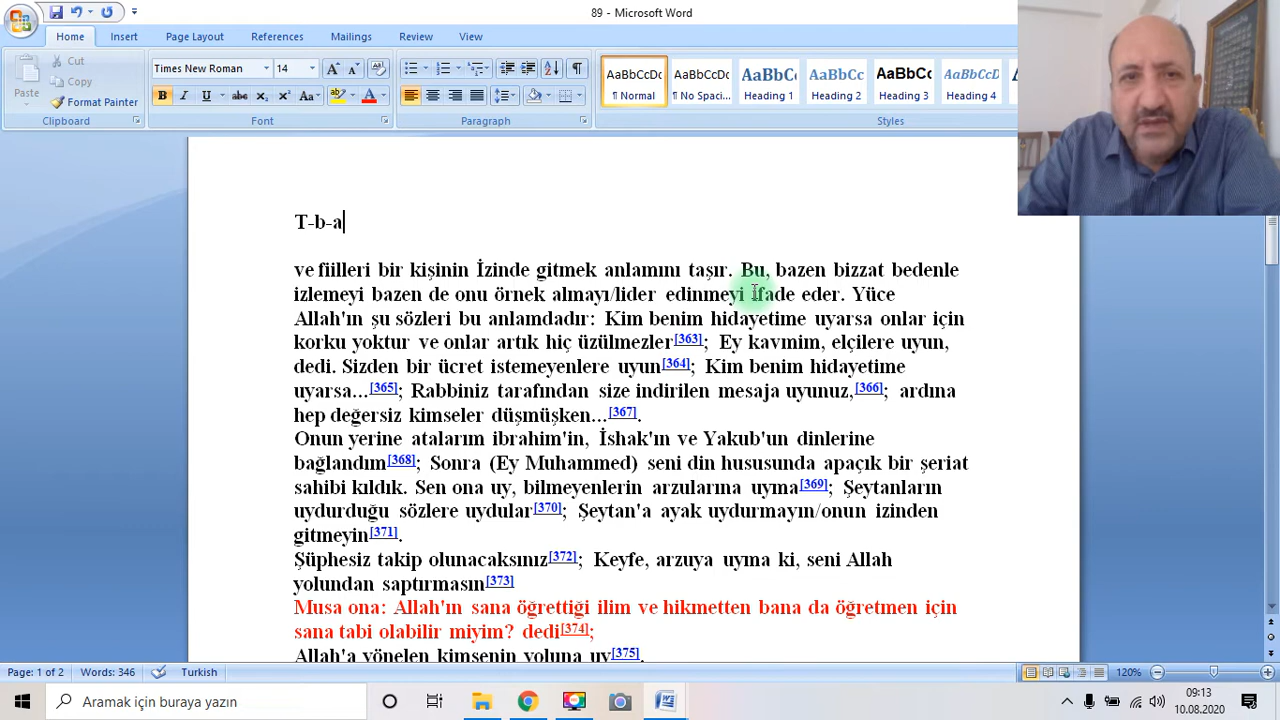 89 - Microsoft Word
Home Insert Page Layout References Mailings Review View
Paste
Cut
Copy
Format Painter
Clipboard
Times New Roman 14
B I U abc x₂ x² Aa A
Font
Paragraph
AaBbCcDc AaBbCcDc AaBbCc AaBbCc AaBbCc AaBbCcI
¶ Normal ¶ No Spaci... Heading 1 Heading 2 Heading 3 Heading 4
Styles
T-b-a
ve fiilleri bir kişinin İzinde gitmek anlamını taşır. Bu, bazen bizzat bedenle
izlemeyi bazen de onu örnek almayı/lider edinmeyi ifade eder. Yüce
Allah'ın şu sözleri bu anlamdadır: Kim benim hidayetime uyarsa onlar için
korku yoktur ve onlar artık hiç üzülmezler[363]; Ey kavmim, elçilere uyun,
dedi. Sizden bir ücret istemeyenlere uyun[364]; Kim benim hidayetime
uyarsa...[365]; Rabbiniz tarafından size indirilen mesaja uyunuz,[366]; ardına
hep değersiz kimseler düşmüşken...[367].
Onun yerine atalarım ibrahim'in, İshak'ın ve Yakub'un dinlerine
bağlandım[368]; Sonra (Ey Muhammed) seni din hususunda apaçık bir şeriat
sahibi kıldık. Sen ona uy, bilmeyenlerin arzularına uyma[369]; Şeytanların
uydurduğu sözlere uydular[370]; Şeytan'a ayak uydurmayın/onun izinden
gitmeyin[371].
Şüphesiz takip olunacaksınız[372]; Keyfe, arzuya uyma ki, seni Allah
yolundan saptırmasın[373]
Musa ona: Allah'ın sana öğrettiği ilim ve hikmetten bana da öğretmen için
sana tabi olabilir miyim? dedi[374];
Allah'a yönelen kimsenin yoluna uy[375].
Page: 1 of 2 Words: 346 Turkish 120%
Aramak için buraya yazın
09:13
10.08.2020